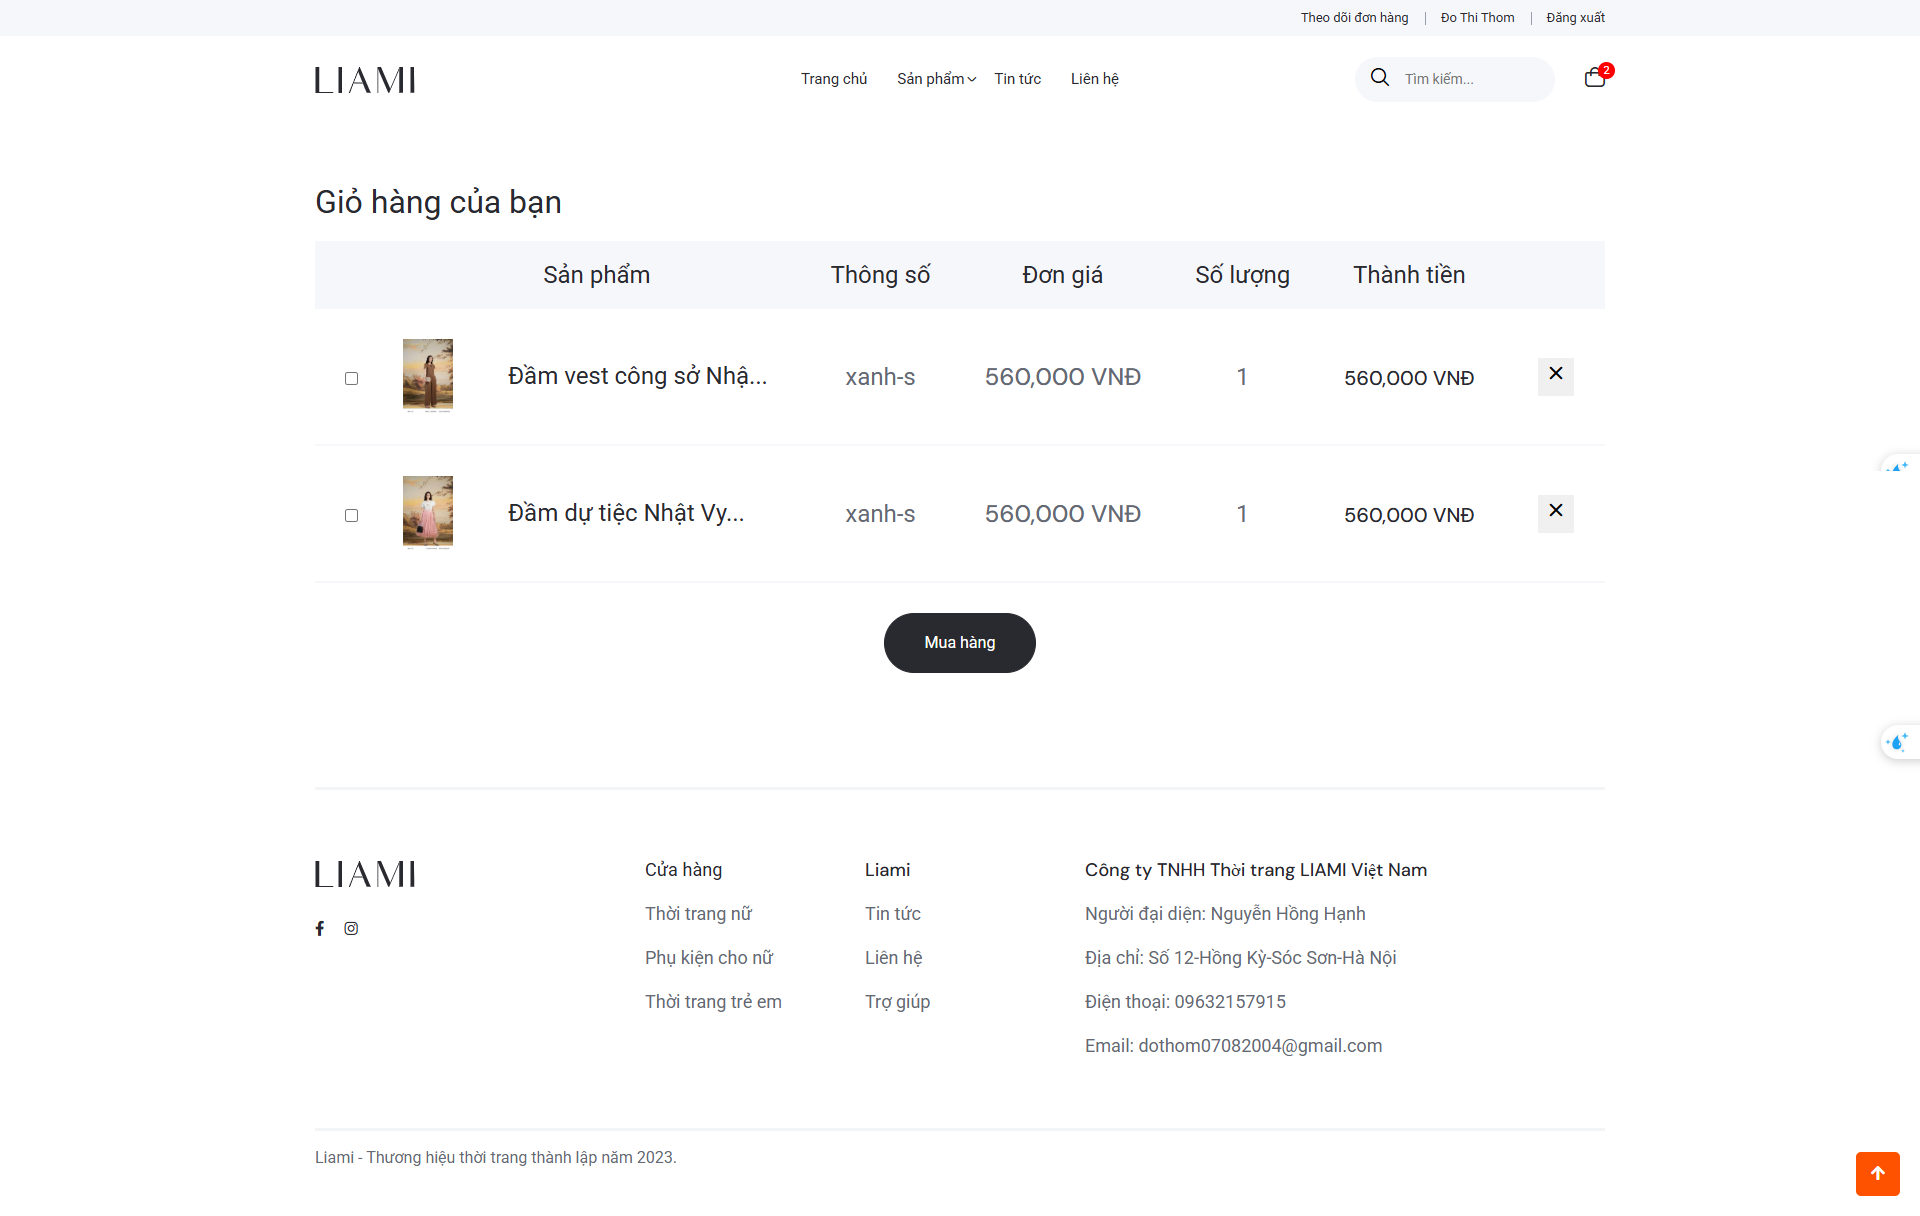 Theo dõi đơn hàng | Đo Thi Thom | Đăng xuất
LIAMI
Trang chủ Sản phẩm Tin tức Liên hệ
Tìm kiếm...
2
Giỏ hàng của bạn
Sản phẩm Thông số Đơn giá Số lượng Thành tiền
Đầm vest công sở Nhậ... xanh-s 560,000 VNĐ 1 560,000 VNĐ
Đầm dự tiệc Nhật Vy... xanh-s 560,000 VNĐ 1 560,000 VNĐ
Mua hàng
LIAMI
Cửa hàng
Thời trang nữ
Phụ kiện cho nữ
Thời trang trẻ em
Liami
Tin tức
Liên hệ
Trợ giúp
Công ty TNHH Thời trang LIAMI Việt Nam
Người đại diện: Nguyễn Hồng Hạnh
Địa chỉ: Số 12-Hồng Kỳ-Sóc Sơn-Hà Nội
Điện thoại: 09632157915
Email: dothom07082004@gmail.com
Liami - Thương hiệu thời trang thành lập năm 2023.